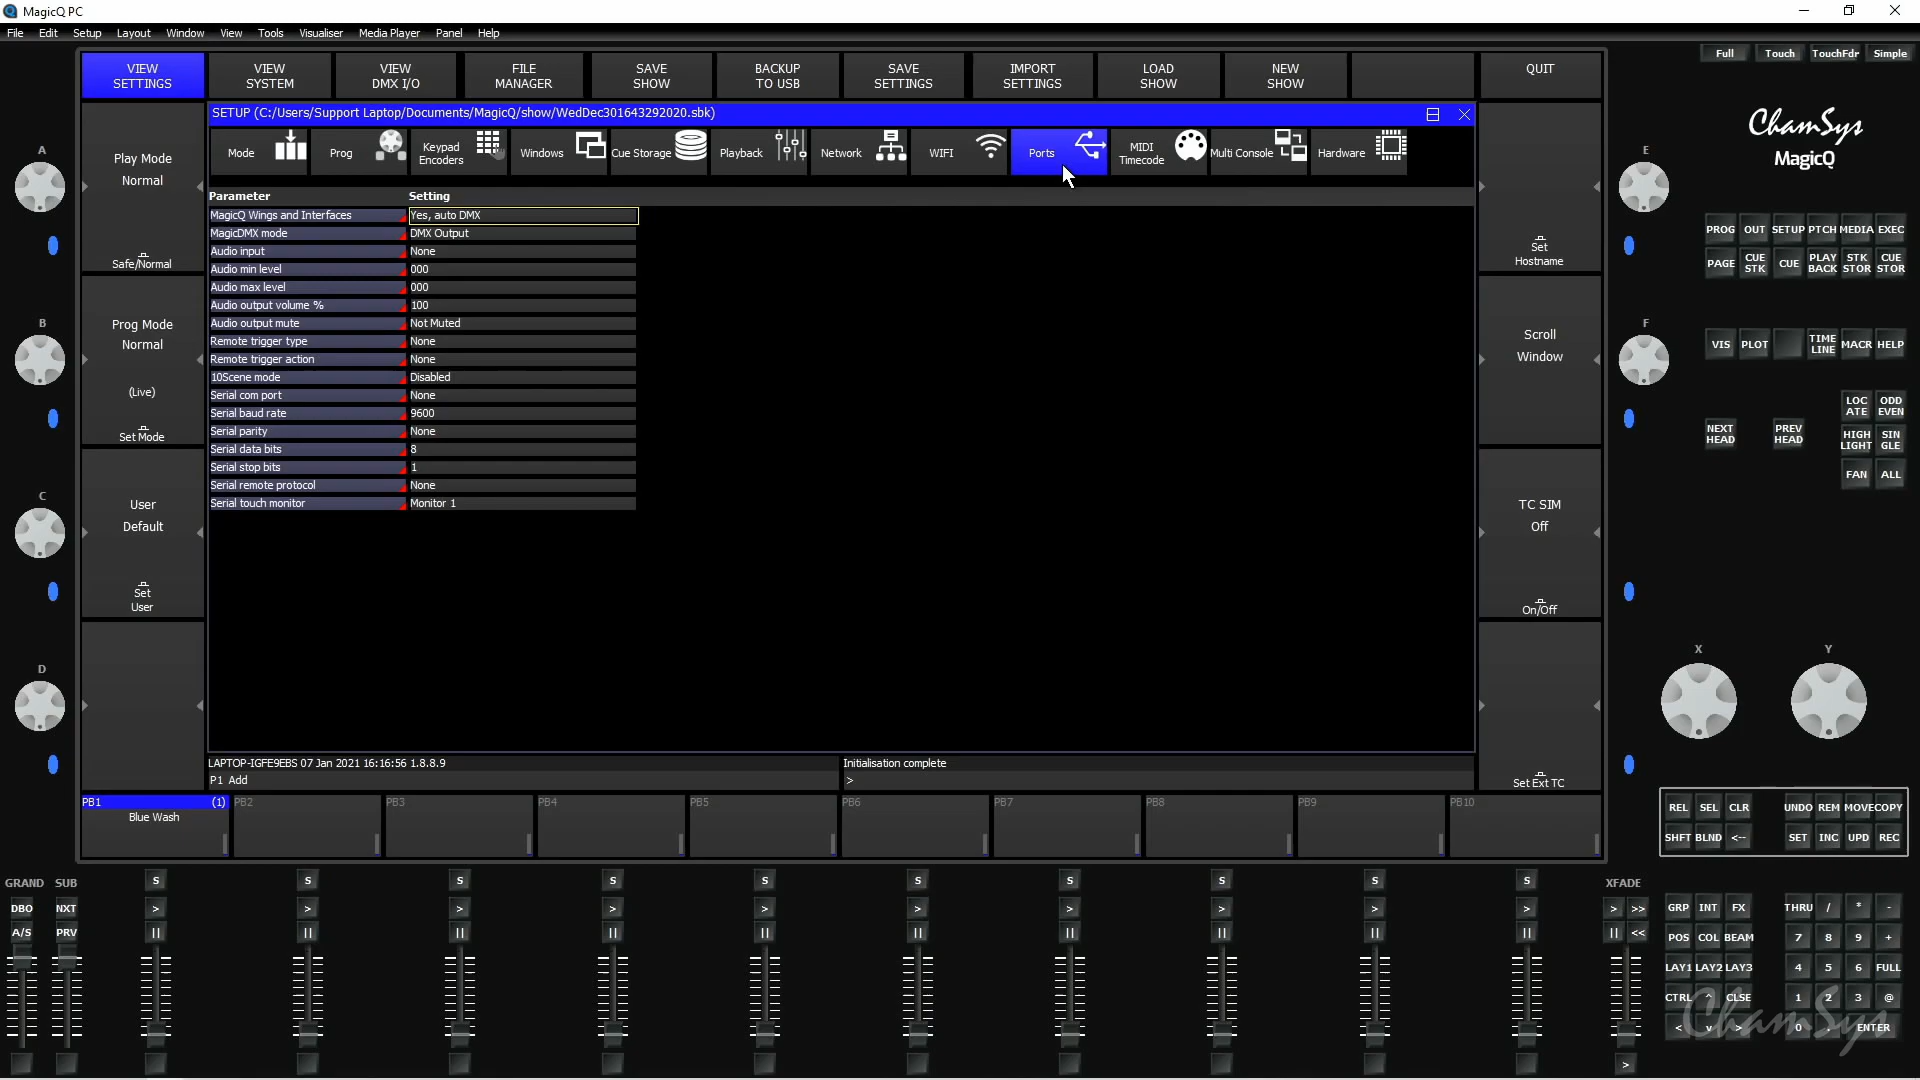 MagicQ PC
File Edit Setup Layout Window View Tools Visualiser Media Player Panel Help
Full Touch TouchFdr Simple
VIEW SETTINGS
VIEW SYSTEM
VIEW DMX I/O
FILE MANAGER
SAVE SHOW
BACKUP TO USB
SAVE SETTINGS
IMPORT SETTINGS
LOAD SHOW
NEW SHOW
QUIT
SETUP (C:/Users/Support Laptop/Documents/MagicQ/show/WedDec301643292020.sbk)
Mode
Prog
Keypad Encoders
Windows
Cue Storage
Playback
Network
WIFI
Ports
MIDI Timecode
Multi Console
Hardware
Parameter Setting
MagicQ Wings and Interfaces Yes, auto DMX
MagicDMX mode DMX Output
Audio input None
Audio min level 000
Audio max level 000
Audio output volume % 100
Audio output mute Not Muted
Remote trigger type None
Remote trigger action None
10Scene mode Disabled
Serial com port None
Serial baud rate 9600
Serial parity None
Serial data bits 8
Serial stop bits 1
Serial remote protocol None
Serial touch monitor Monitor 1
A
Play Mode
Normal
Safe/Normal
B
Prog Mode
Normal
(Live)
Set Mode
C
User
Default
Set
User
D
E
Set
Hostname
F
Scroll
Window
TC SIM
Off
On/Off
Set Ext TC
LAPTOP-IGFE9EBS 07 Jan 2021 16:16:56 1.8.8.9
Initialisation complete
P1 Add
>
PB1 (1) PB2 PB3 PB4 PB5 PB6 PB7 PB8 PB9 PB10
Blue Wash
GRAND SUB
DBO NXT
A/S PRV
S S S S S S S S S S
> > > > > > > > > >
|| || || || || || || || || ||
XFADE
> >>
|| <<
>
ChamSys
MagicQ
PROG OUT SETUP PTCH MEDIA EXEC
PAGE CUE STK CUE PLAY BACK STK STOR CUE STOR
VIS PLOT TIME LINE MACR HELP
LOC ATE ODD EVEN
NEXT HEAD PREV HEAD HIGH LIGHT SIN GLE
FAN ALL
X Y
REL SEL CLR UNDO REM MOVE COPY
SHFT BLND <-- SET INC UPD REC
GRP INT FX THRU / * -
POS COL BEAM 7 8 9 +
LAY1 LAY2 LAY3 4 5 6 FULL
CTRL ^ CLSE 1 2 3 @
< v > 0 . ENTER
ChamSys